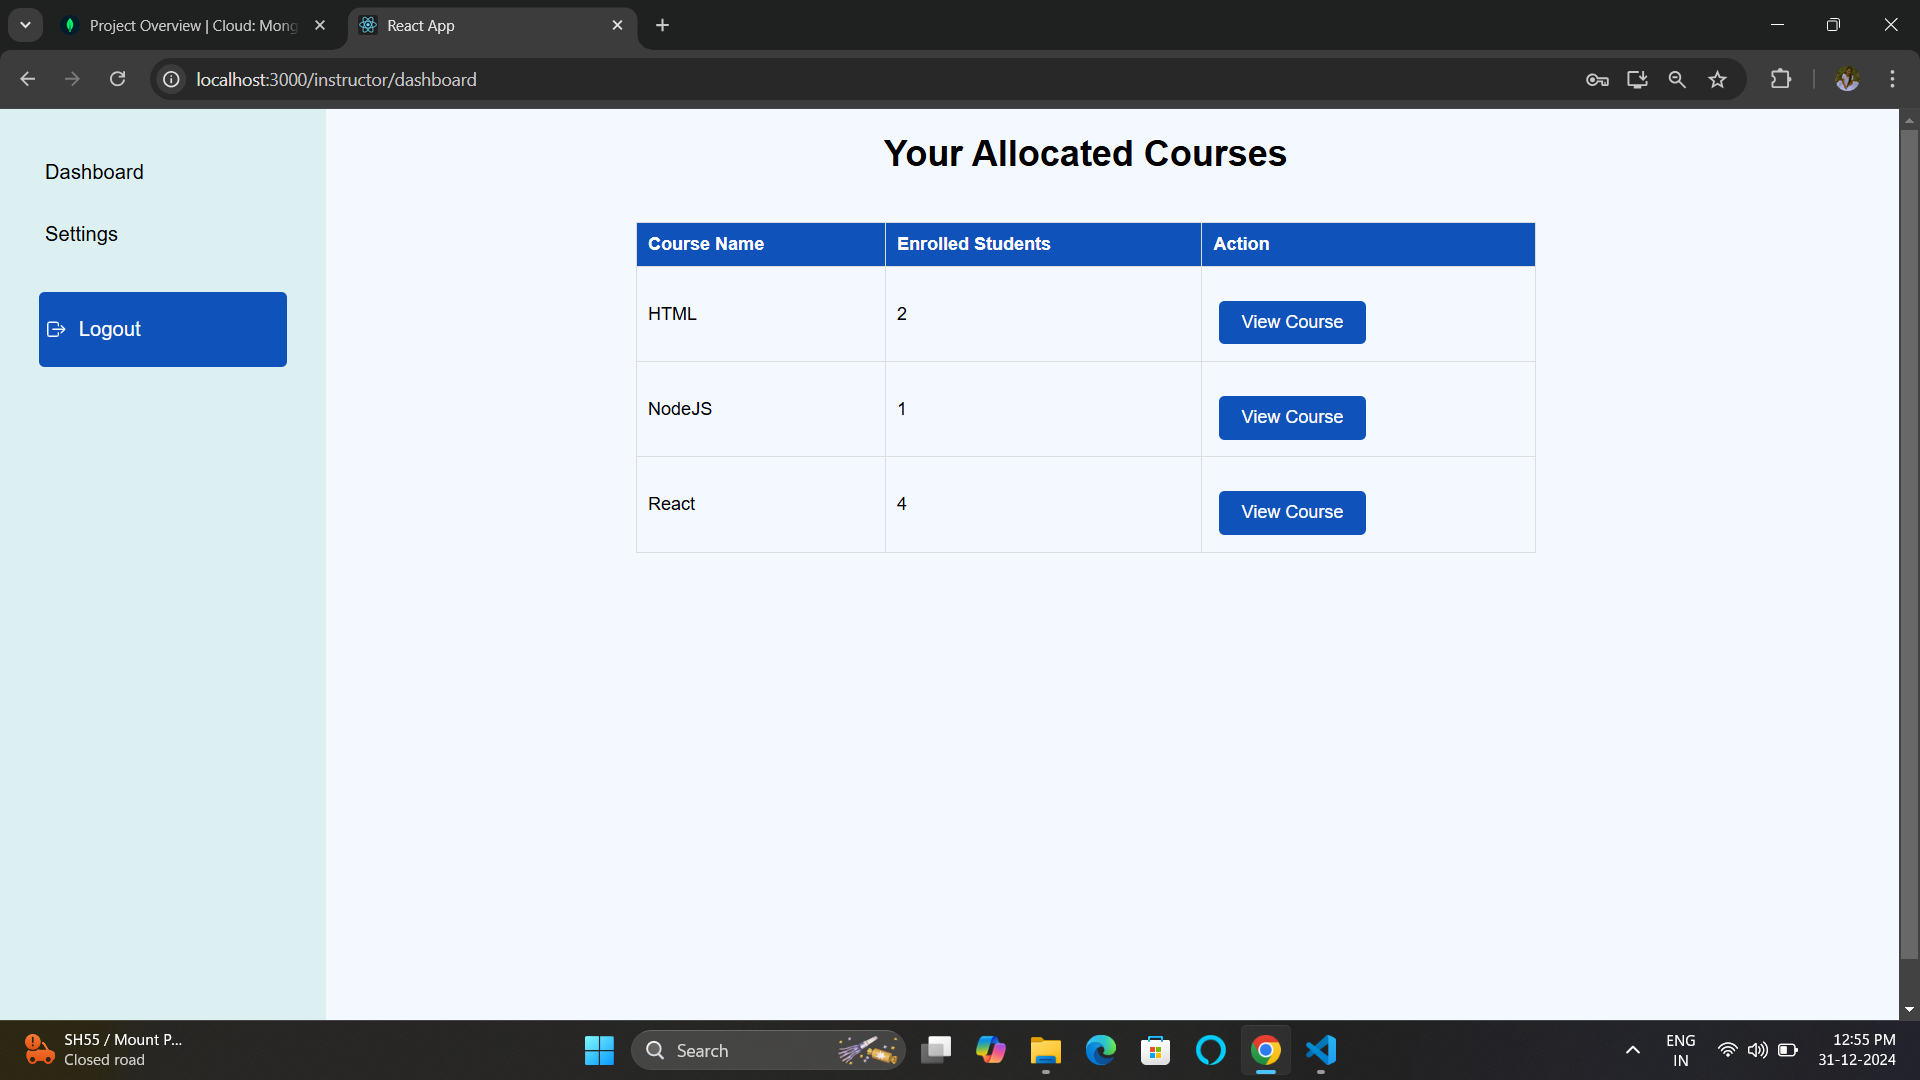 Project Overview | Cloud: Mong
React App
localhost:3000/instructor/dashboard
Dashboard
Settings
Logout
Your Allocated Courses
Course Name Enrolled Students Action
HTML 2 View Course
NodeJS 1 View Course
React 4 View Course
SH55 / Mount P...
Closed road
Search
ENG
IN
12:55 PM
31-12-2024